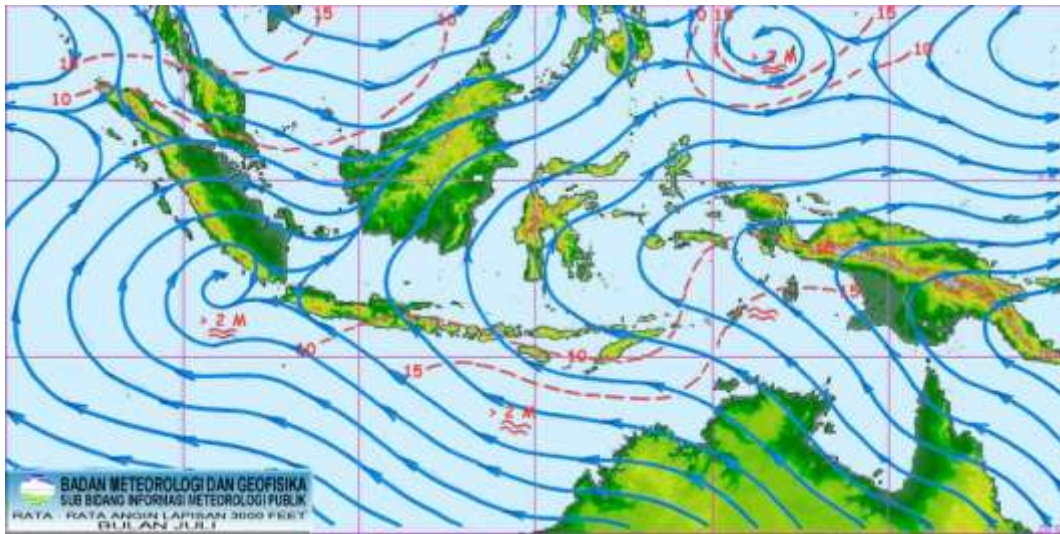 15
10
10
10
15
10
15
> 2 M
10
> 2 M
15
10
10
15
> 2 M
BADAN METEOROLOGI DAN GEOFISIKA
SUB BIDANG INFORMASI METEOROLOGI PUBLIK
RATA - RATA ANGIN LAPISAN 3000 FEET
BULAN JULI